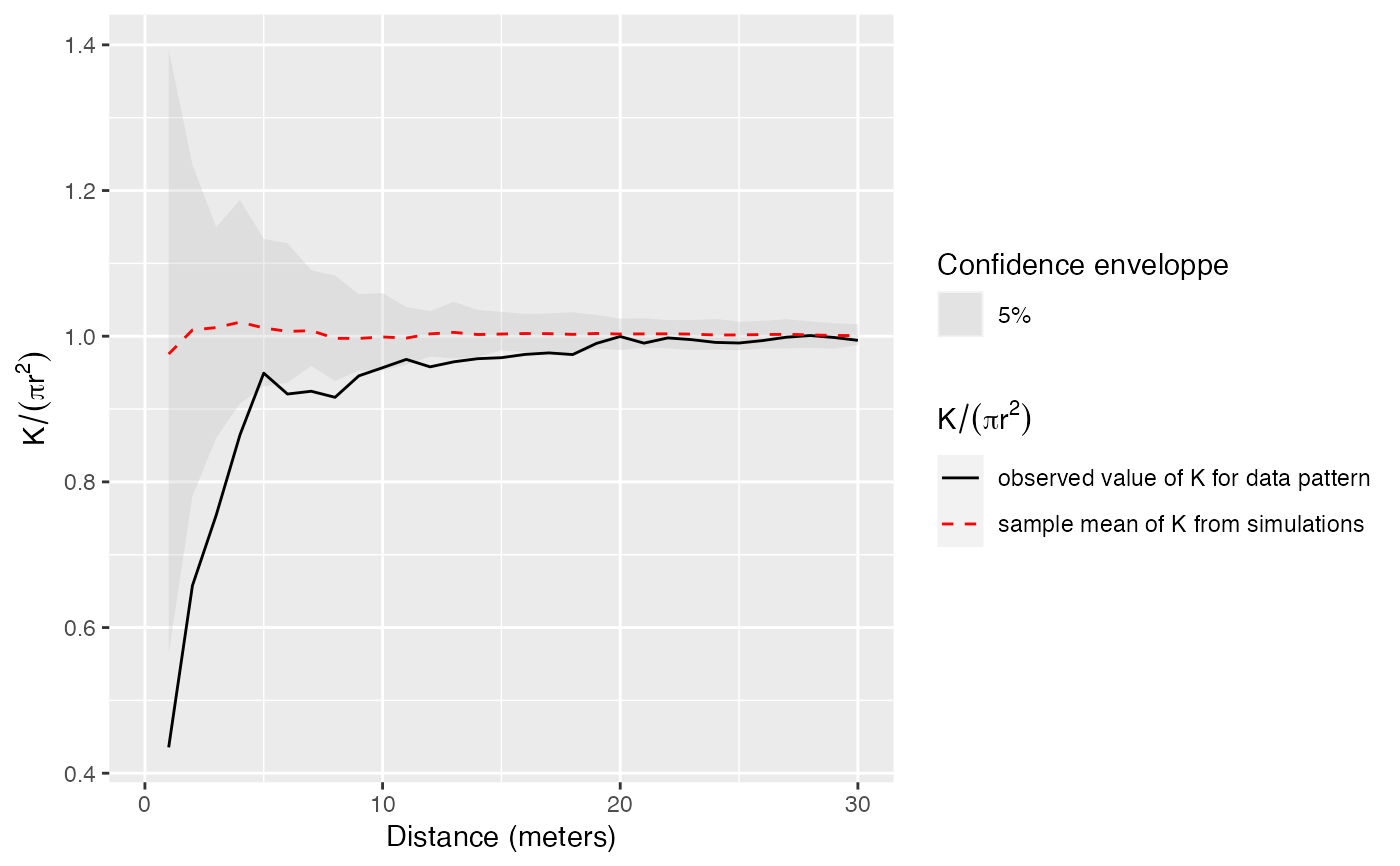 1.4
1.2
1.0
0.8
0.6
0.4
K/(πr²)
0 10 20 30
Distance (meters)
Confidence enveloppe
5%
K/(πr²)
observed value of K for data pattern
sample mean of K from simulations